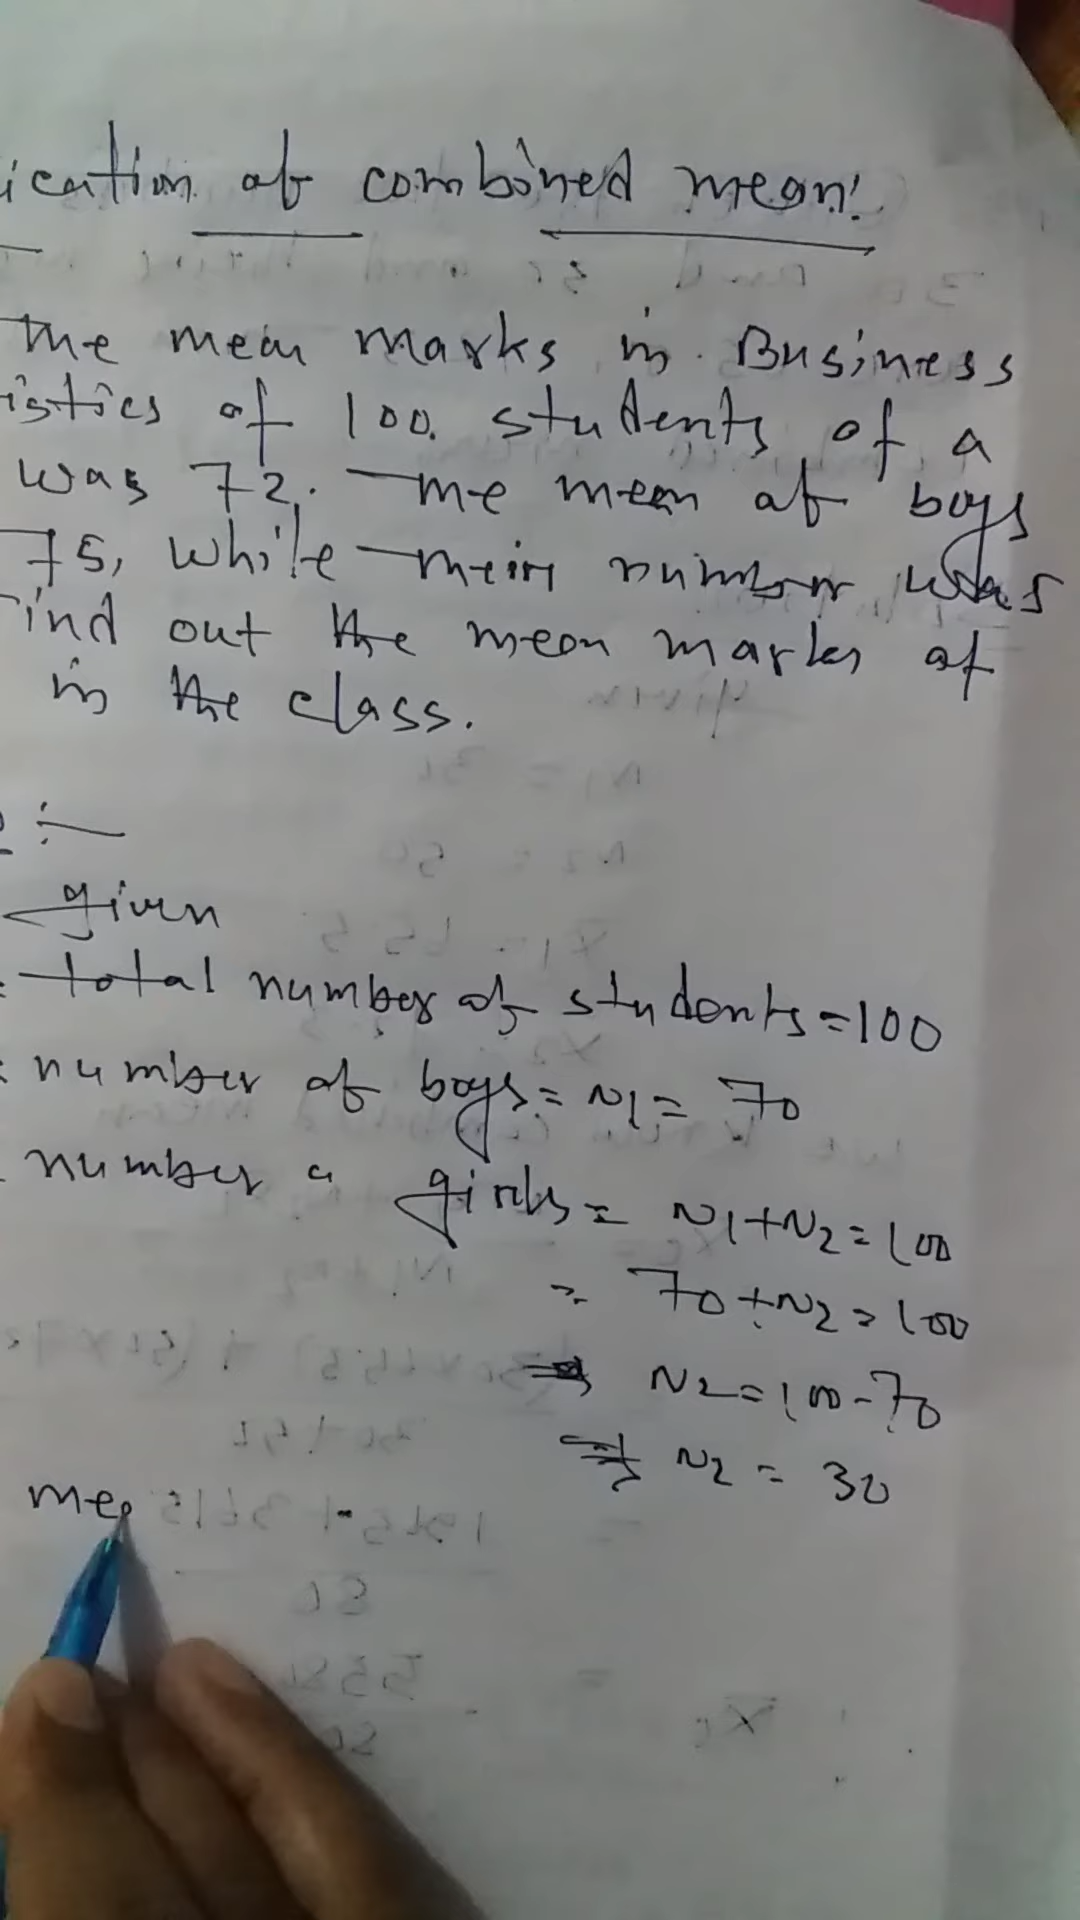 ication of combined mean:
The mean marks in Business
istics of 100 students of a
was 72. The mean of boys
75, while their number was
ind out the mean marks of
in the class.
given
total number of students=100
number of boys= N1= 70
number " girls= N1+N2=100
= 70+N2=100
⇒ N2=100-70
⇒ N2 = 30
me